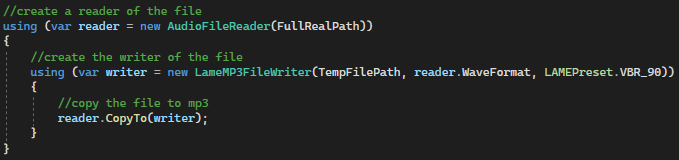 //create a reader of the file
using (var reader = new AudioFileReader(FullRealPath))
{
//create the writer of the file
using (var writer = new LameMP3FileWriter(TempFilePath, reader.WaveFormat, LAMEPreset.VBR_90))
{
//copy the file to mp3
reader.CopyTo(writer);
}
}